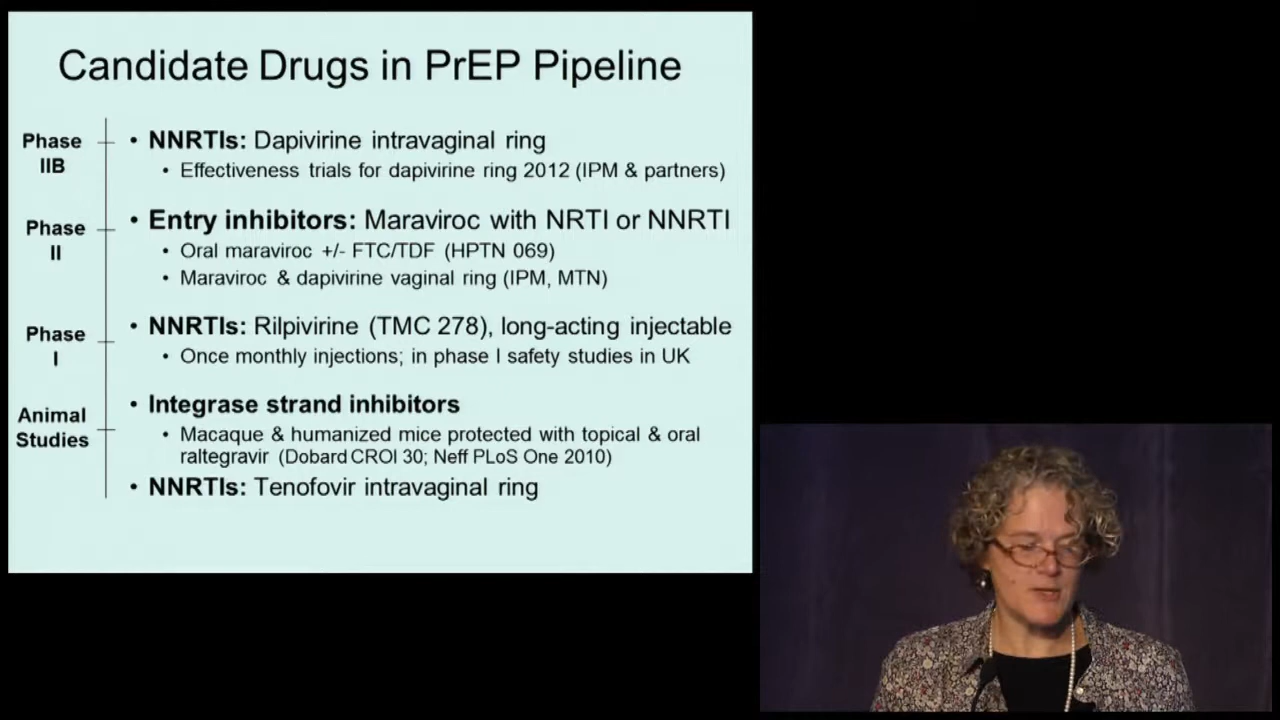 Candidate Drugs in PrEP Pipeline
Phase
IIB
• NNRTIs: Dapivirine intravaginal ring
• Effectiveness trials for dapivirine ring 2012 (IPM & partners)
Phase
II
• Entry inhibitors: Maraviroc with NRTI or NNRTI
• Oral maraviroc +/- FTC/TDF (HPTN 069)
• Maraviroc & dapivirine vaginal ring (IPM, MTN)
Phase
I
• NNRTIs: Rilpivirine (TMC 278), long-acting injectable
• Once monthly injections; in phase I safety studies in UK
Animal
Studies
• Integrase strand inhibitors
• Macaque & humanized mice protected with topical & oral
raltegravir (Dobard CROI 30; Neff PLoS One 2010)
• NNRTIs: Tenofovir intravaginal ring